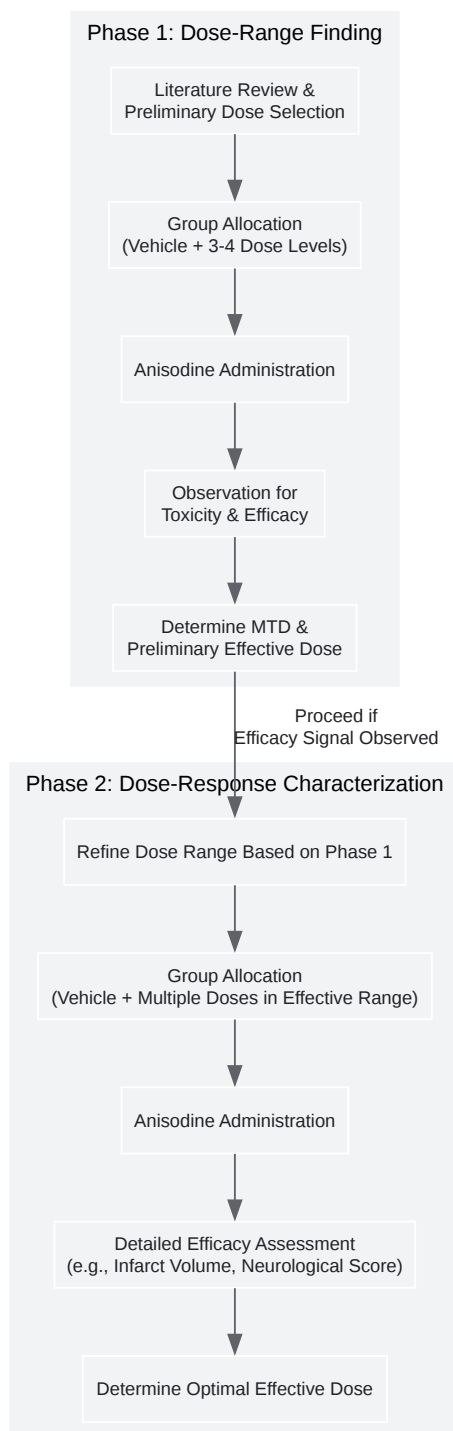 Phase 1: Dose-Range Finding
Literature Review &
Preliminary Dose Selection
Group Allocation
(Vehicle + 3-4 Dose Levels)
Anisodine Administration
Observation for
Toxicity & Efficacy
Determine MTD &
Preliminary Effective Dose
Proceed if
Efficacy Signal Observed
Phase 2: Dose-Response Characterization
Refine Dose Range Based on Phase 1
Group Allocation
(Vehicle + Multiple Doses in Effective Range)
Anisodine Administration
Detailed Efficacy Assessment
(e.g., Infarct Volume, Neurological Score)
Determine Optimal Effective Dose